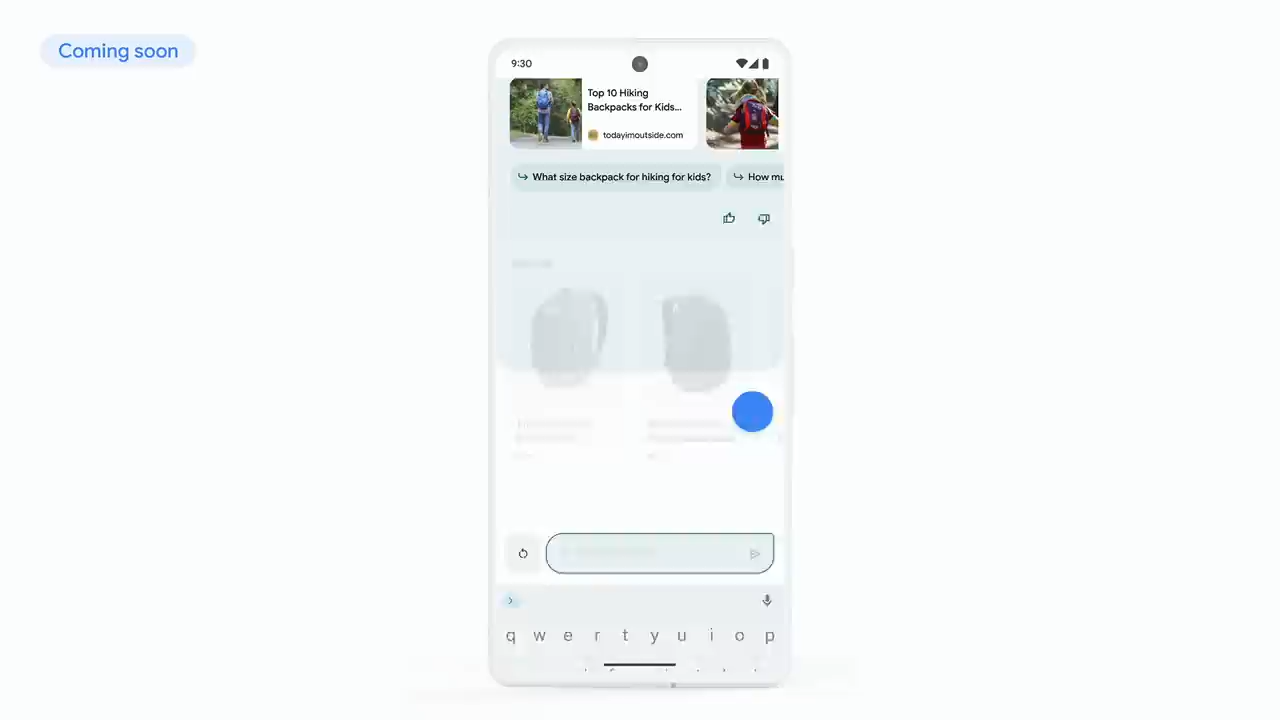 Coming soon
9:30
Top 10 Hiking
Backpacks for Kids...
todayimoutside.com
What size backpack for hiking for kids?
How mu
q w e r t y u i o p